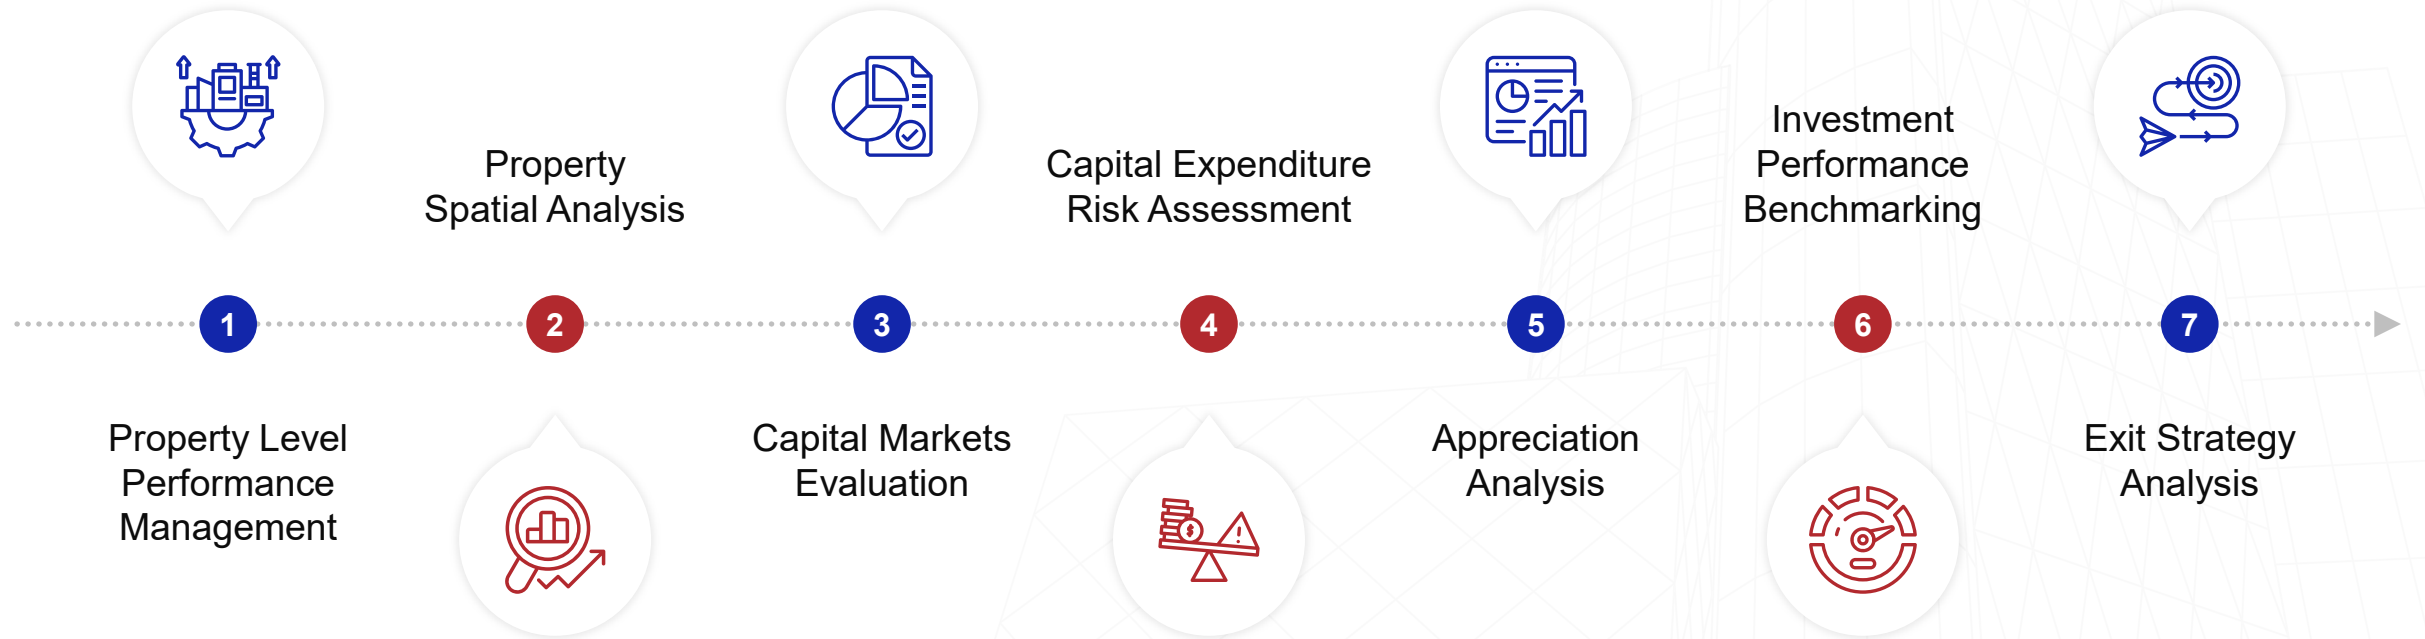 1
Property Level
Performance
Management
2
Property
Spatial Analysis
3
Capital Markets
Evaluation
4
Capital Expenditure
Risk Assessment
5
Appreciation
Analysis
6
Investment
Performance
Benchmarking
7
Exit Strategy
Analysis